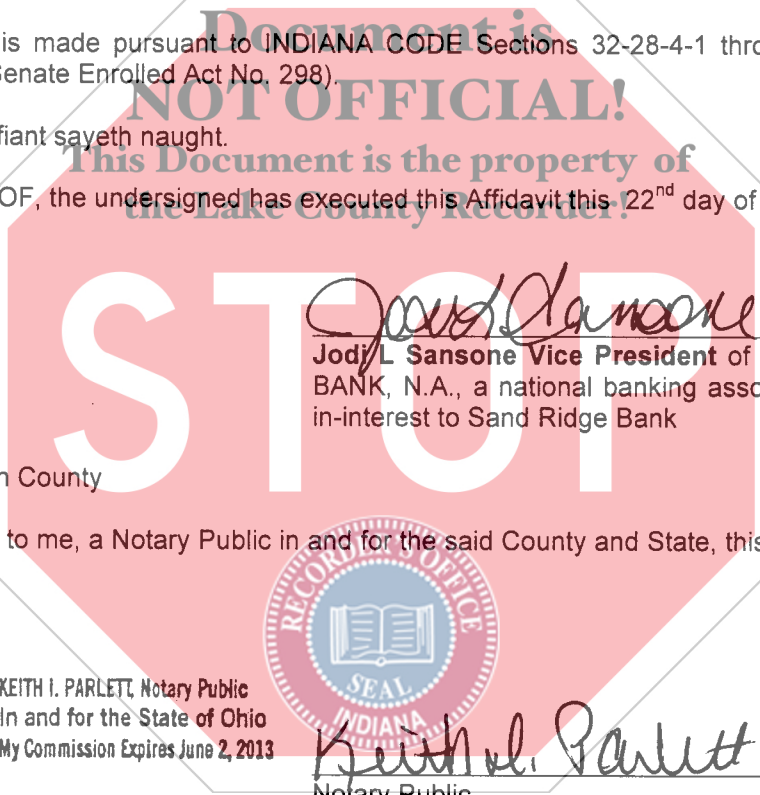 Document is
is made pursuant to INDIANA CODE Sections 32-28-4-1 thro
Senate Enrolled Act No. 298).
NOT OFFICIAL!
fiant sayeth naught.
This Document is the property of
the Lake County Recorder!
OF, the undersigned has executed this Affidavit this 22nd day of
STOP
Jodi L Sansone
Jodi L Sansone Vice President of
BANK, N.A., a national banking asso
in-interest to Sand Ridge Bank
n County
to me, a Notary Public in and for the said County and State, this
RECORDER'S OFFICE
SEAL
INDIANA
KEITH I. PARLETT, Notary Public
In and for the State of Ohio
My Commission Expires June 2, 2013
Keith I. Parlett
Notary Public